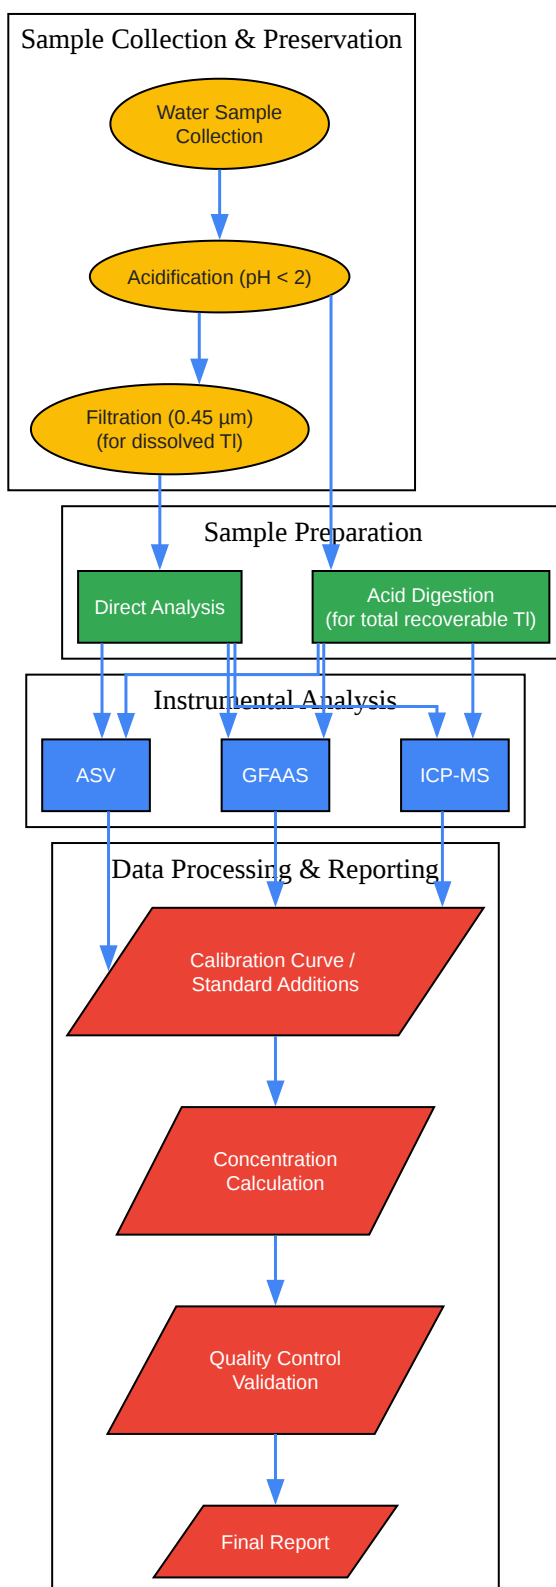 Sample Collection & Preservation
Water Sample
Collection
Acidification (pH < 2)
Filtration (0.45 µm)
(for dissolved Tl)
Sample Preparation
Direct Analysis
Acid Digestion
(for total recoverable Tl)
Instrumental Analysis
ASV
GFAAS
ICP-MS
Data Processing & Reporting
Calibration Curve /
Standard Additions
Concentration
Calculation
Quality Control
Validation
Final Report